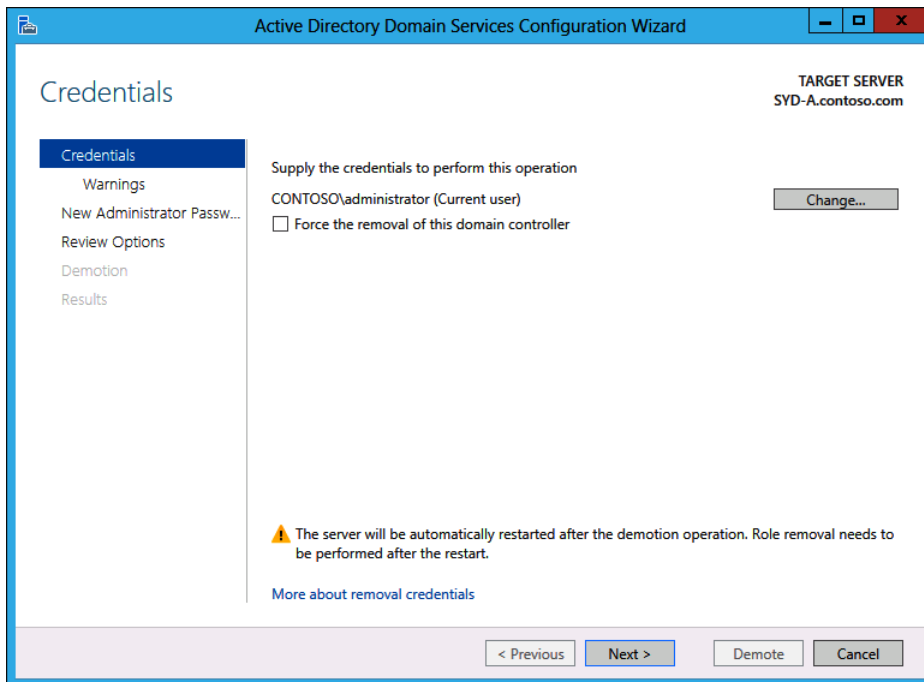 Active Directory Domain Services Configuration Wizard
Credentials
TARGET SERVER
SYD-A.contoso.com
Credentials
Warnings
New Administrator Passw...
Review Options
Demotion
Results
Supply the credentials to perform this operation
CONTOSO\administrator (Current user)
Change...
Force the removal of this domain controller
The server will be automatically restarted after the demotion operation. Role removal needs to
be performed after the restart.
More about removal credentials
< Previous
Next >
Demote
Cancel